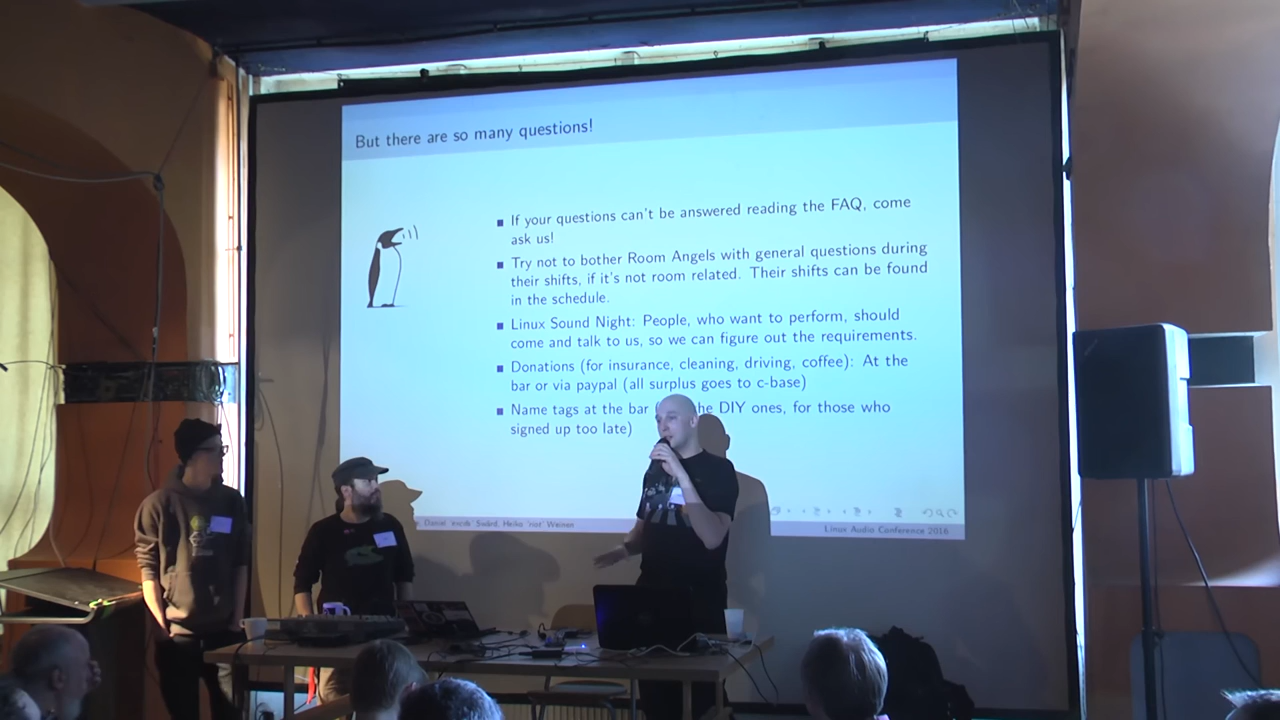 But there are so many questions!
If your questions can't be answered reading the FAQ, come
ask us!
Try not to bother Room Angels with general questions during
their shifts, if it's not room related. Their shifts can be found
in the schedule.
Linux Sound Night: People, who want to perform, should
come and talk to us, so we can figure out the requirements.
Donations (for insurance, cleaning, driving, coffee): At the
bar or via paypal (all surplus goes to c-base)
Name tags at the bar he DIY ones, for those who
signed up too late)
Daniel Swärd, Heiko Weinen
Linux Audio Conference 2016